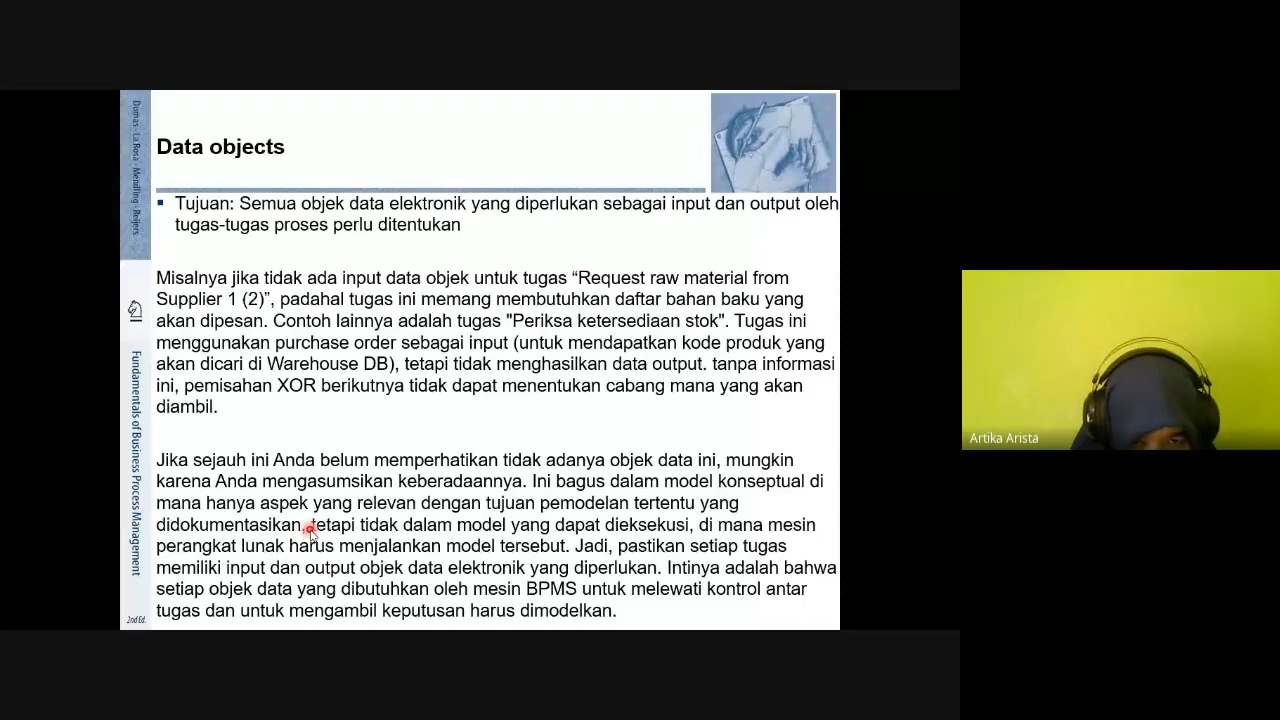 Dumas · La Rosa · Mendling · Reijers
Data objects
Tujuan: Semua objek data elektronik yang diperlukan sebagai input dan output oleh
tugas-tugas proses perlu ditentukan
Misalnya jika tidak ada input data objek untuk tugas “Request raw material from
Supplier 1 (2)”, padahal tugas ini memang membutuhkan daftar bahan baku yang
akan dipesan. Contoh lainnya adalah tugas "Periksa ketersediaan stok". Tugas ini
menggunakan purchase order sebagai input (untuk mendapatkan kode produk yang
akan dicari di Warehouse DB), tetapi tidak menghasilkan data output. tanpa informasi
ini, pemisahan XOR berikutnya tidak dapat menentukan cabang mana yang akan
diambil.
Jika sejauh ini Anda belum memperhatikan tidak adanya objek data ini, mungkin
karena Anda mengasumsikan keberadaannya. Ini bagus dalam model konseptual di
mana hanya aspek yang relevan dengan tujuan pemodelan tertentu yang
didokumentasikan, tetapi tidak dalam model yang dapat dieksekusi, di mana mesin
perangkat lunak harus menjalankan model tersebut. Jadi, pastikan setiap tugas
memiliki input dan output objek data elektronik yang diperlukan. Intinya adalah bahwa
setiap objek data yang dibutuhkan oleh mesin BPMS untuk melewati kontrol antar
tugas dan untuk mengambil keputusan harus dimodelkan.
Fundamentals of Business Process Management
2nd Ed.
Artika Arista